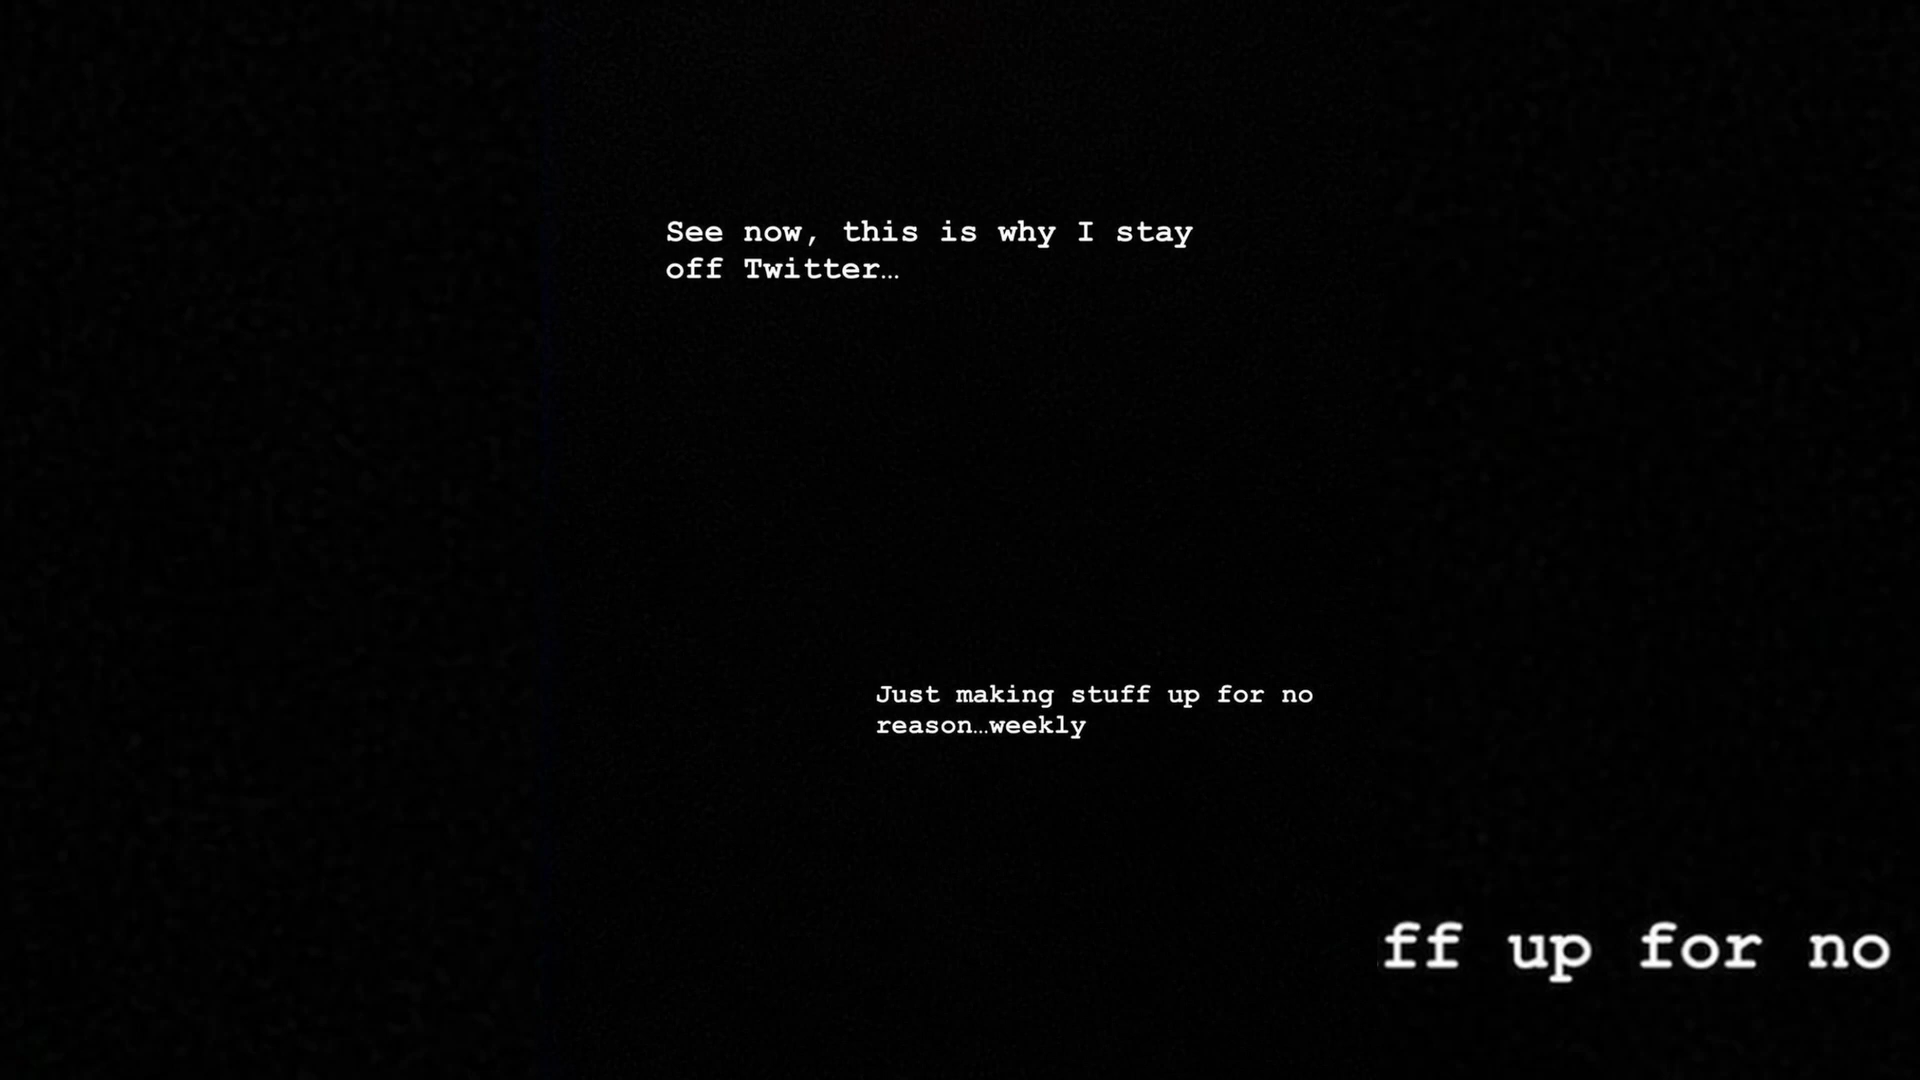 See now, this is why I stay
off Twitter…
Just making stuff up for no
reason…weekly
ff up for no